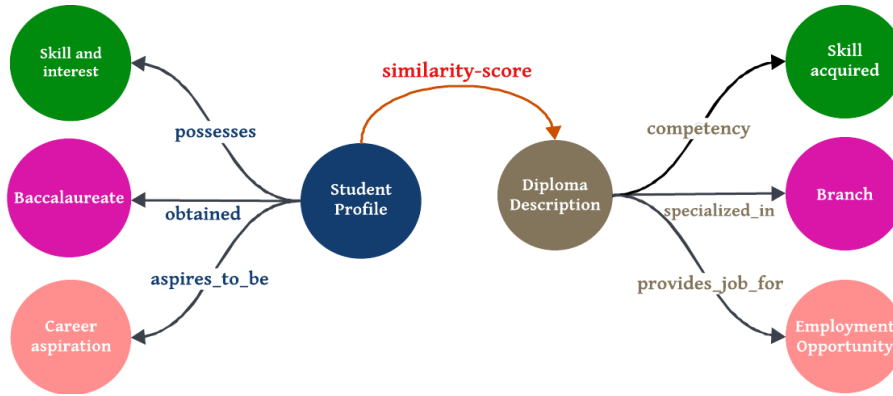 Skill and
interest
similarity-score
Skill
acquired
possesses
competency
Baccalaureate
obtained
Student
Profile
Diploma
Description
specialized_in
Branch
aspires_to_be
provides_job_for
Career
aspiration
Employment
Opportunity